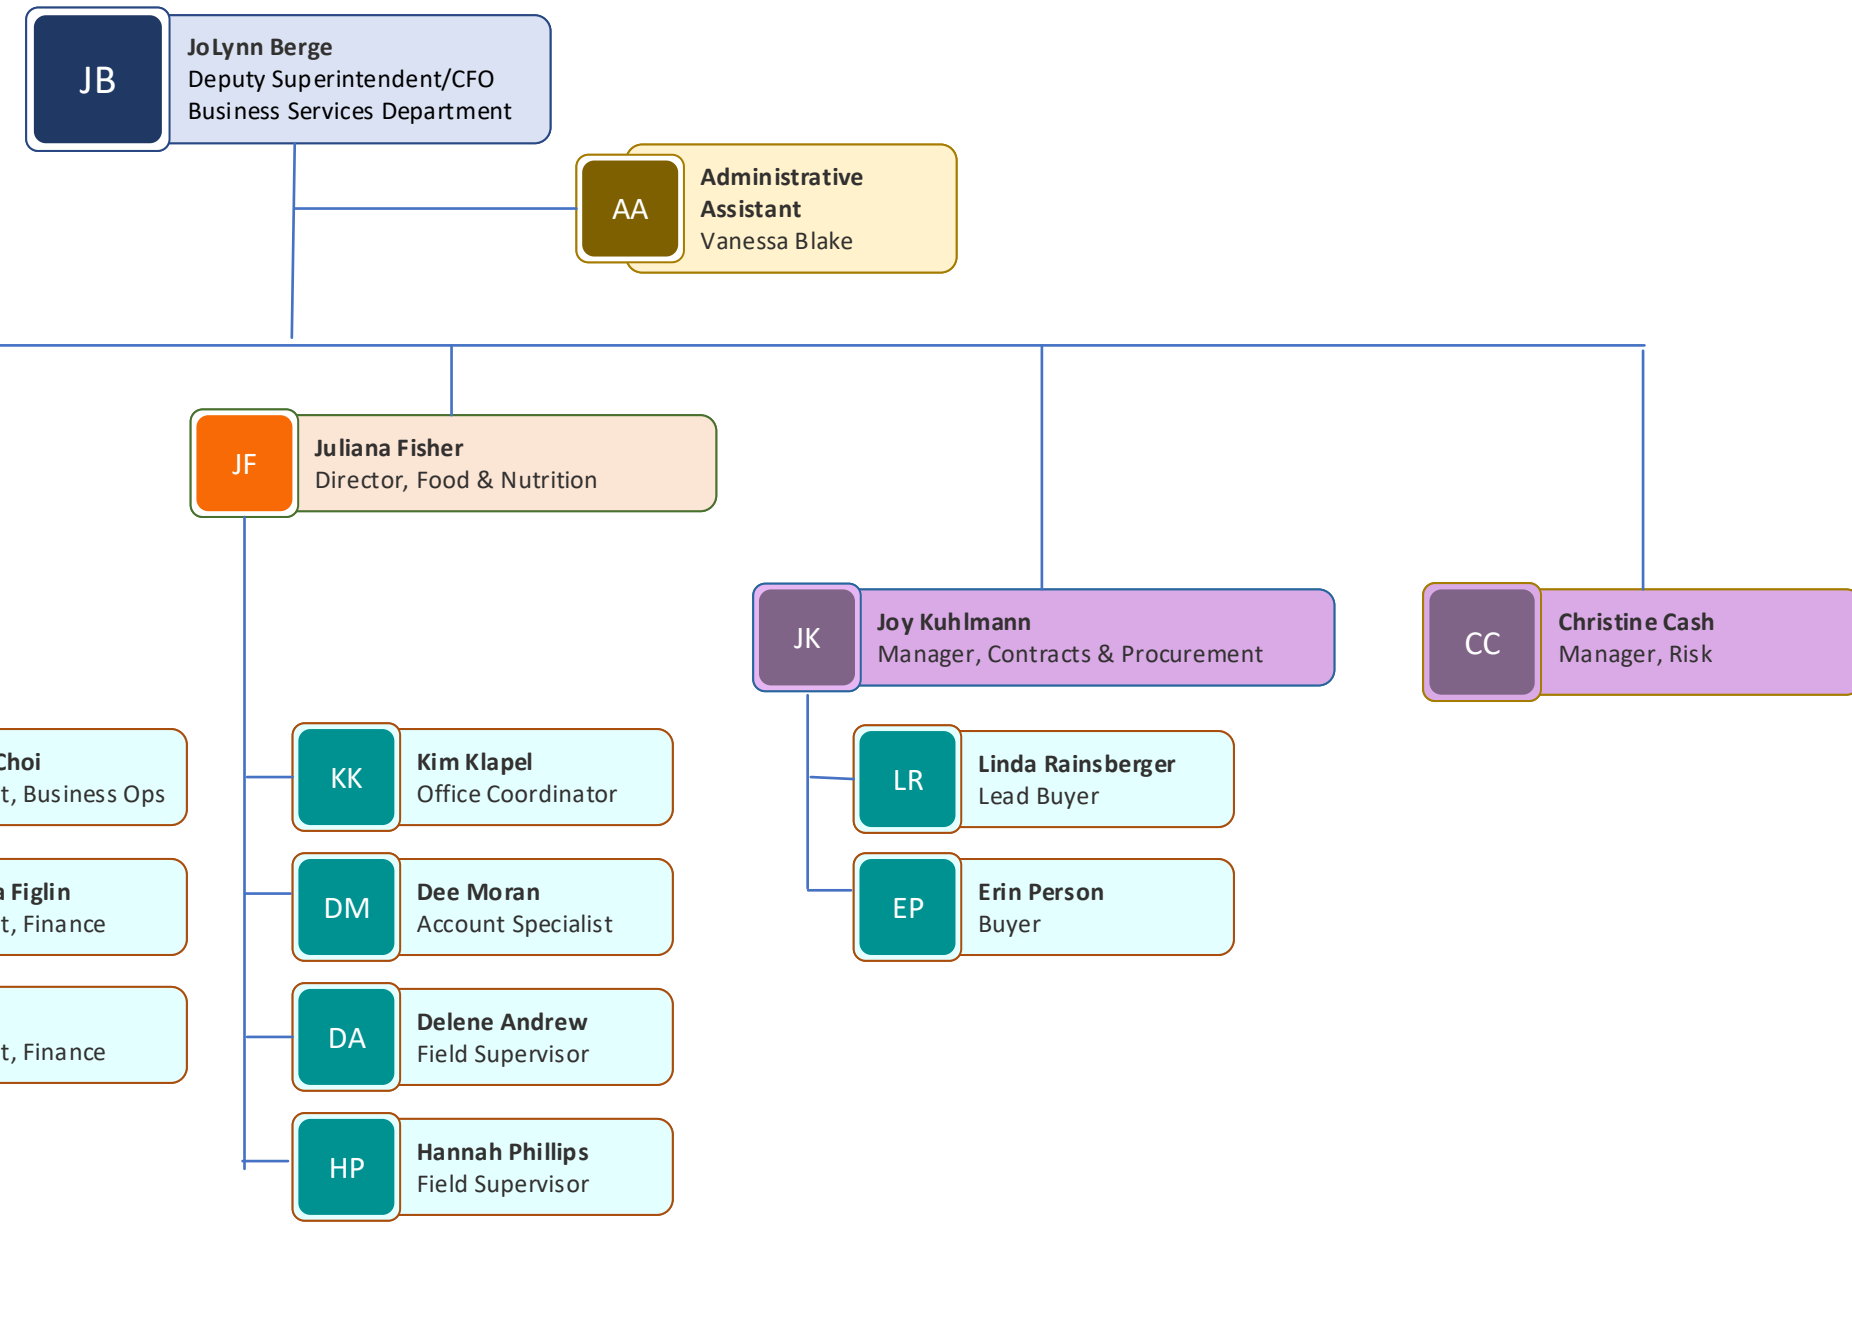 JB
JoLynn Berge
Deputy Superintendent/CFO
Business Services Department
AA
Administrative
Assistant
Vanessa Blake
JF
Juliana Fisher
Director, Food & Nutrition
JK
Joy Kuhlmann
Manager, Contracts & Procurement
CC
Christine Cash
Manager, Risk
Choi
t, Business Ops
a Figlin
t, Finance
t, Finance
KK
Kim Klapel
Office Coordinator
DM
Dee Moran
Account Specialist
DA
Delene Andrew
Field Supervisor
HP
Hannah Phillips
Field Supervisor
LR
Linda Rainsberger
Lead Buyer
EP
Erin Person
Buyer